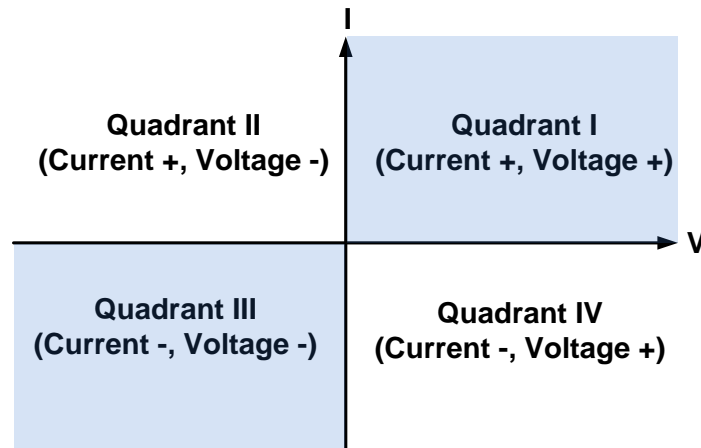 I
Quadrant II
(Current +, Voltage -)
Quadrant I
(Current +, Voltage +)
V
Quadrant III
(Current -, Voltage -)
Quadrant IV
(Current -, Voltage +)